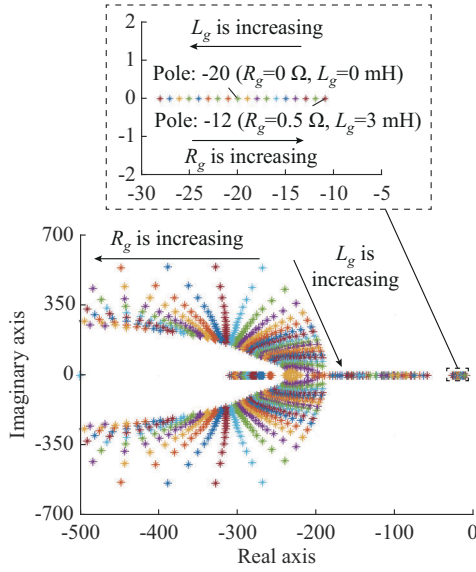 2
L_g is increasing
1
Pole: -20 (R_g=0 Ω, L_g=0 mH)
0
Pole: -12 (R_g=0.5 Ω, L_g=3 mH)
-1
R_g is increasing
-2
-30 -25 -20 -15 -10 -5
700
R_g is increasing
L_g is
increasing
350
0
-350
-700
Imaginary axis
-500 -400 -300 -200 -100 0
Real axis